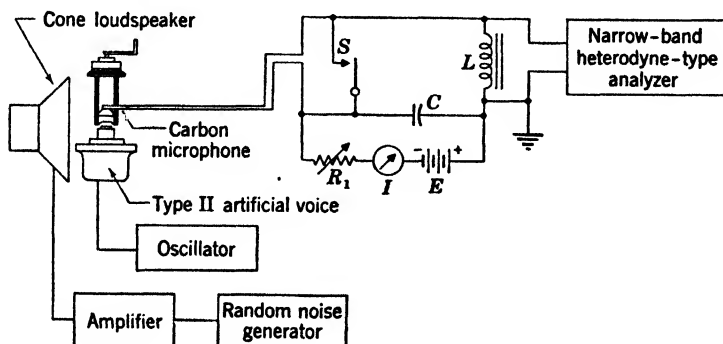 Cone loudspeaker
S
L
Narrow-band
heterodyne-type
analyzer
C
Carbon
microphone
R₁
I
- +
E
Type II artificial voice
Oscillator
Amplifier
Random noise
generator